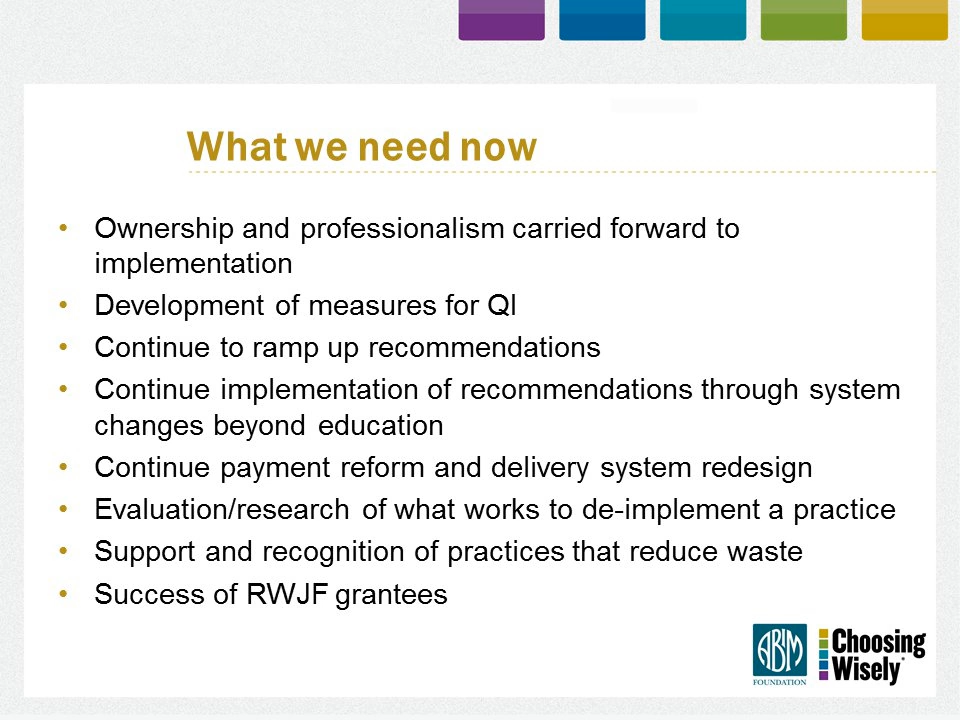 What we need now
• Ownership and professionalism carried forward to
implementation
• Development of measures for QI
• Continue to ramp up recommendations
• Continue implementation of recommendations through system
changes beyond education
• Continue payment reform and delivery system redesign
• Evaluation/research of what works to de-implement a practice
• Support and recognition of practices that reduce waste
• Success of RWJF grantees
ABIM
FOUNDATION
Choosing
Wisely®